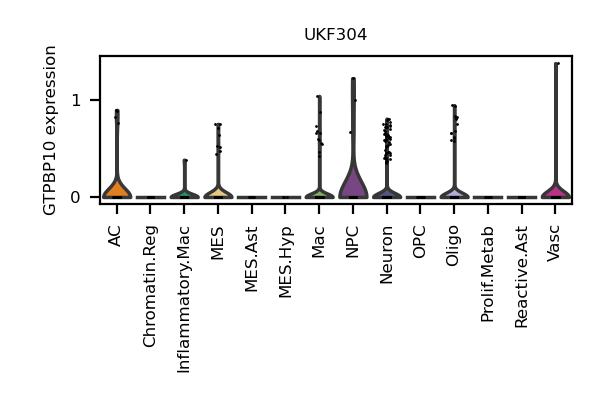 UKF304
GTPBP10 expression
1
0
AC
Chromatin.Reg
Inflammatory.Mac
MES
MES.Ast
MES.Hyp
Mac
NPC
Neuron
OPC
Oligo
Prolif.Metab
Reactive.Ast
Vasc